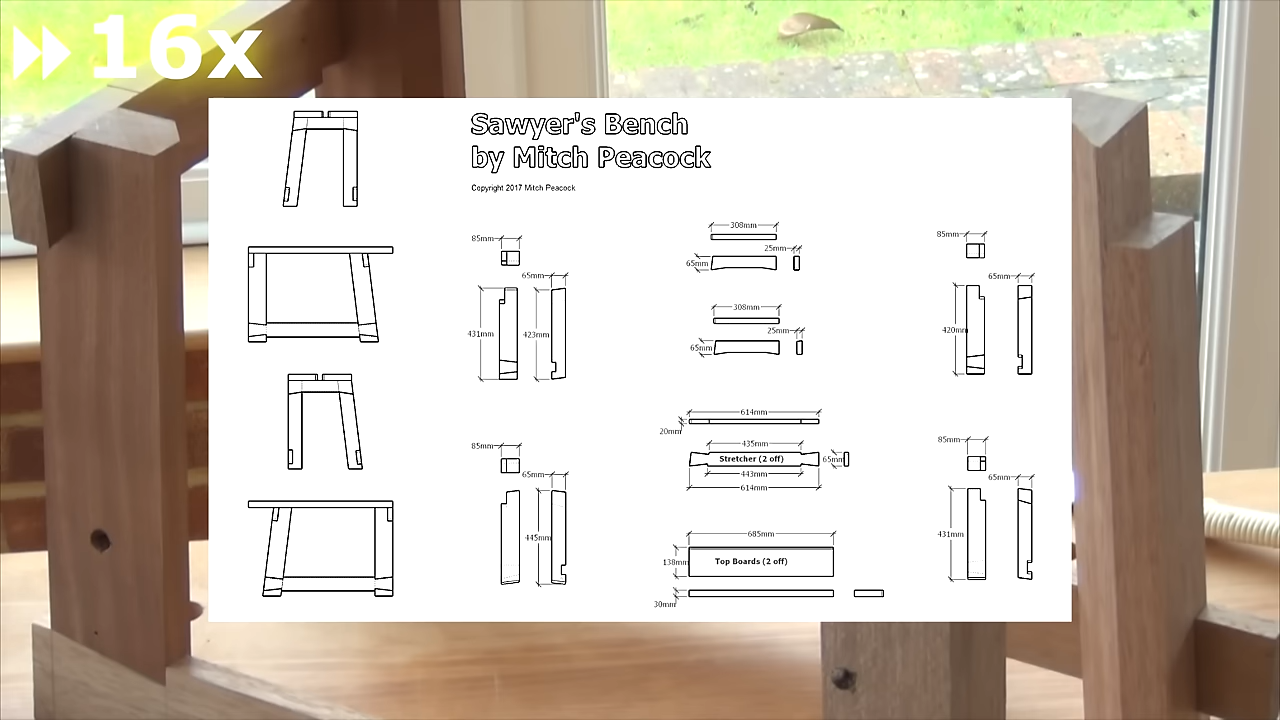 16x
Sawyer's Bench
by Mitch Peacock
Copyright 2017 Mitch Peacock
85mm
65mm
431mm
423mm
308mm
25mm
65mm
308mm
25mm
65mm
85mm
65mm
420mm
85mm
65mm
445mm
614mm
20mm
435mm
Stretcher (2 off)
65mm
443mm
614mm
685mm
138mm
Top Boards (2 off)
30mm
85mm
65mm
431mm